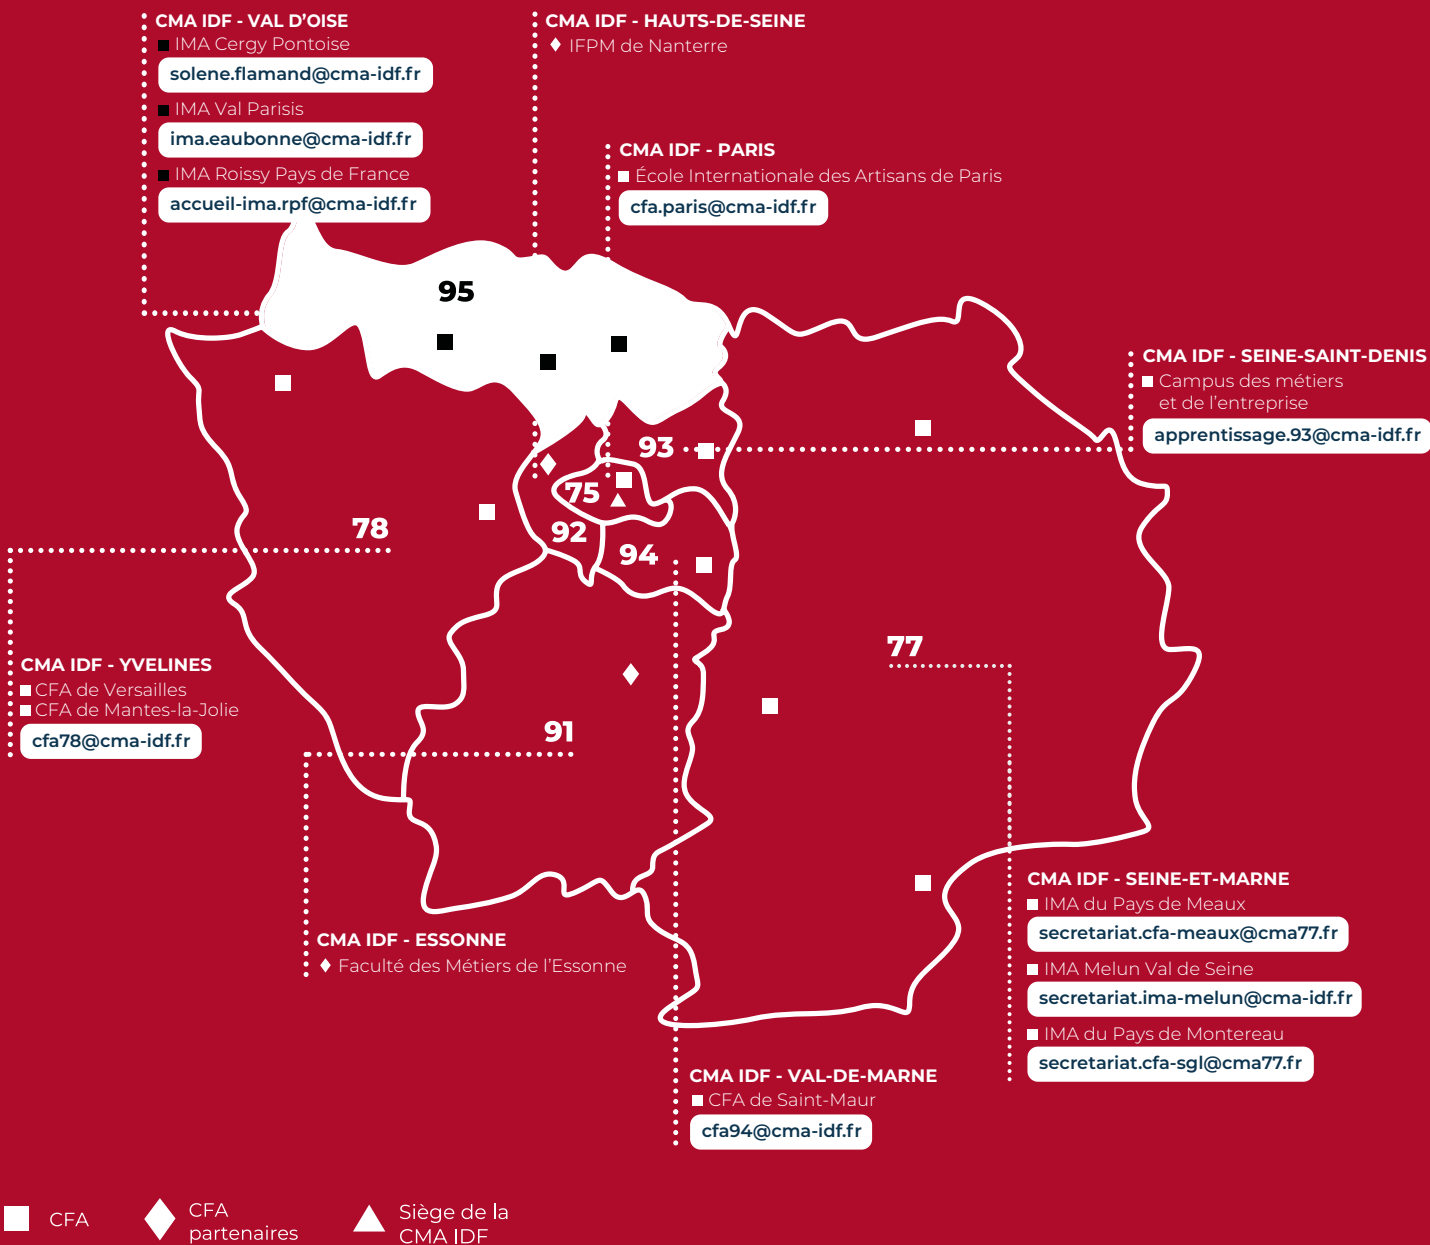 CMA IDF - VAL D'OISE
IMA Cergy Pontoise
solene.flamand@cma-idf.fr
IMA Val Parisis
ima.eaubonne@cma-idf.fr
IMA Roissy Pays de France
accueil-ima.rpf@cma-idf.fr
CMA IDF - HAUTS-DE-SEINE
IFPM de Nanterre
CMA IDF - PARIS
École Internationale des Artisans de Paris
cfa.paris@cma-idf.fr
95
CMA IDF - SEINE-SAINT-DENIS
Campus des métiers
et de l'entreprise
apprentissage.93@cma-idf.fr
93
75
92
78
94
77
91
CMA IDF - YVELINES
CFA de Versailles
CFA de Mantes-la-Jolie
cfa78@cma-idf.fr
CMA IDF - ESSONNE
Faculté des Métiers de l'Essonne
CMA IDF - SEINE-ET-MARNE
IMA du Pays de Meaux
secretariat.cfa-meaux@cma77.fr
IMA Melun Val de Seine
secretariat.ima-melun@cma-idf.fr
IMA du Pays de Montereau
secretariat.cfa-sgl@cma77.fr
CMA IDF - VAL-DE-MARNE
CFA de Saint-Maur
cfa94@cma-idf.fr
CFA
CFA
partenaires
Siège de la
CMA IDF